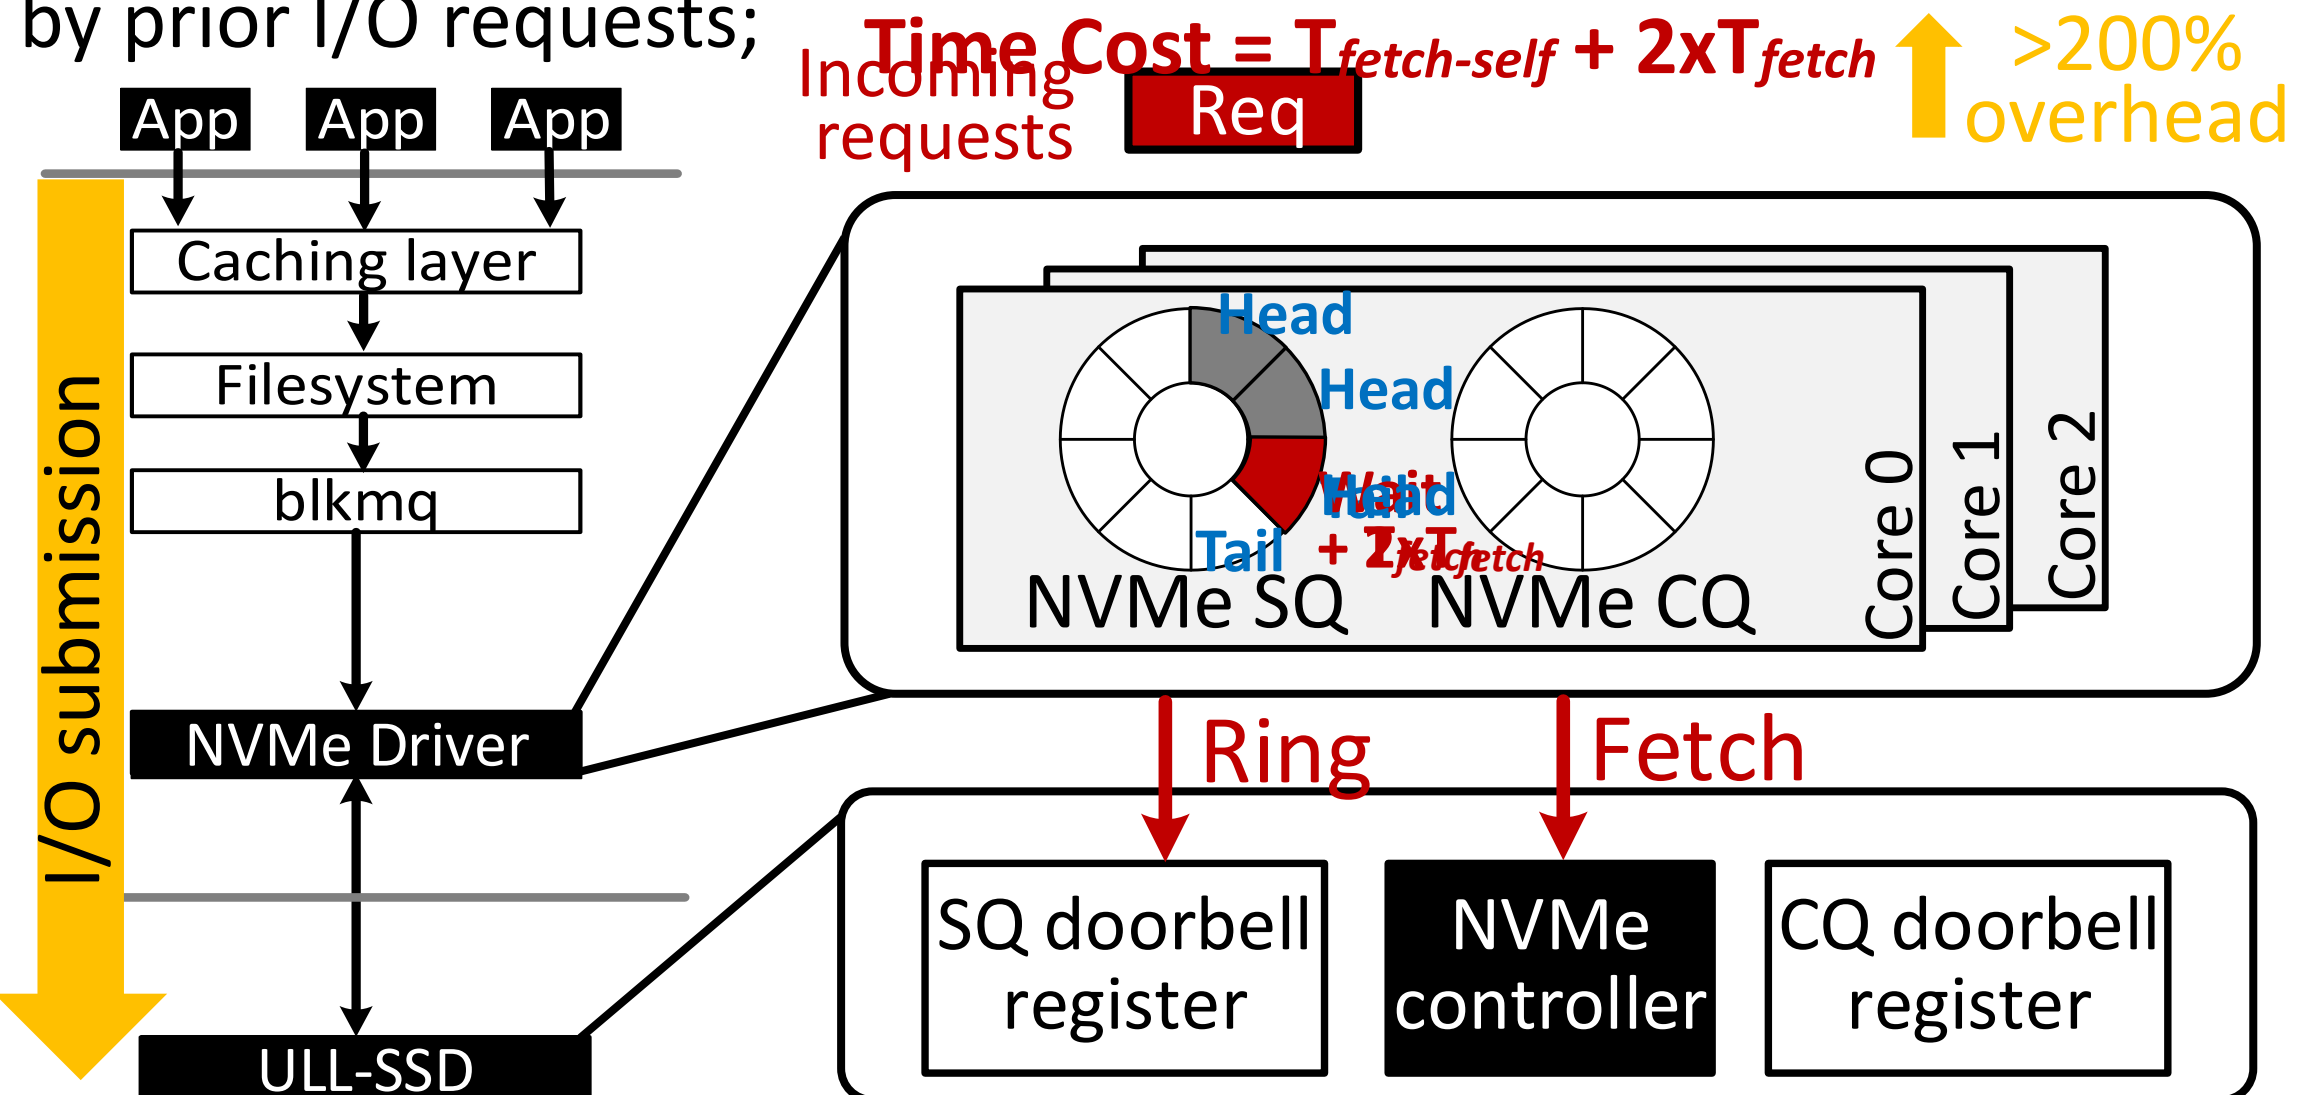 by prior I/O requests;
Time Cost = Tfetch-self + 2xTfetch
>200%
overhead
Incoming
requests
Req
App
App
App
Caching layer
Filesystem
blkmq
NVMe Driver
ULL-SSD
I/O submission
Head
Head
Head
Tail
+ 2xTfetch
NVMe SQ
NVMe CQ
Core 0
Core 1
Core 2
Ring
Fetch
SQ doorbell
register
NVMe
controller
CQ doorbell
register